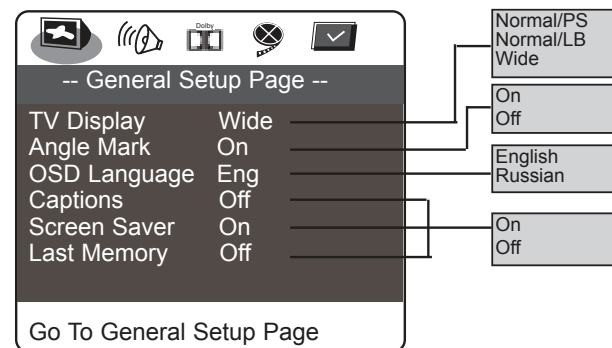 Dolby
-- General Setup Page --
TV Display Wide
Angle Mark On
OSD Language Eng
Captions Off
Screen Saver On
Last Memory Off
Go To General Setup Page
Normal/PS
Normal/LB
Wide
On
Off
English
Russian
On
Off